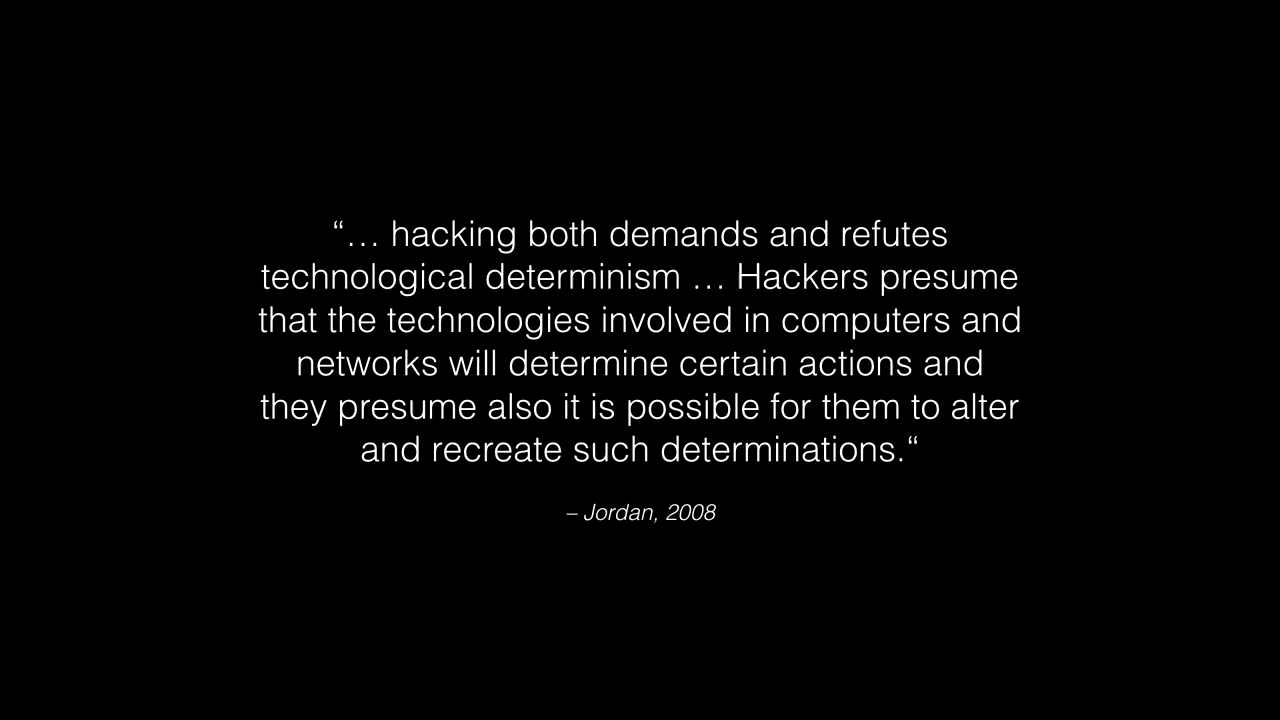 “… hacking both demands and refutes
technological determinism … Hackers presume
that the technologies involved in computers and
networks will determine certain actions and
they presume also it is possible for them to alter
and recreate such determinations.“
– Jordan, 2008